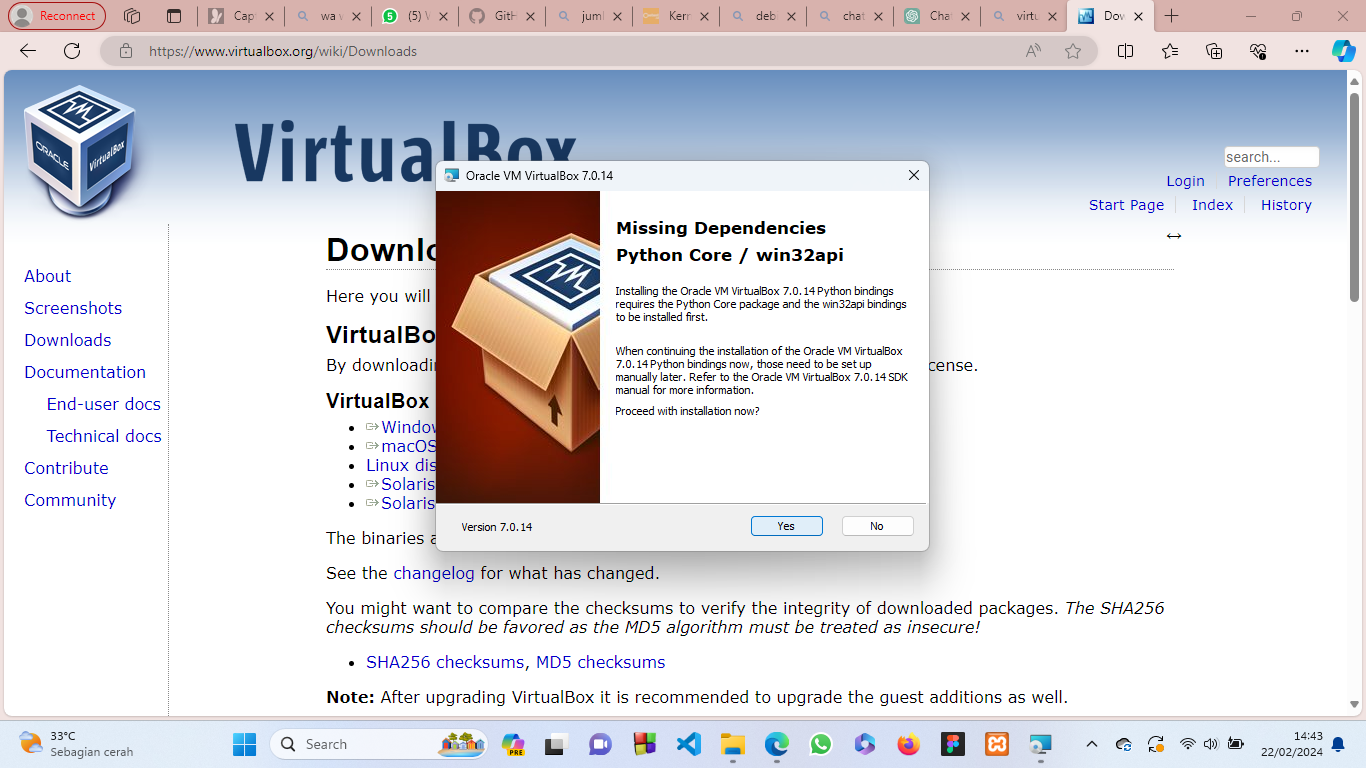 Reconnect
Capt
wa w
(5) W
GitH
juml
Kerr
deb
chat
Chat
virtu
Dow
https://www.virtualbox.org/wiki/Downloads
ORACLE
VirtualBox
VirtualBox
search...
Login
Preferences
Start Page
Index
History
About
Screenshots
Downloads
Documentation
End-user docs
Technical docs
Contribute
Community
Downlo
Here you will
VirtualBo
By downloadin
cense.
VirtualBox
Window
macOS
Linux dis
Solaris
Solaris
The binaries a
See the changelog for what has changed.
You might want to compare the checksums to verify the integrity of downloaded packages. The SHA256
checksums should be favored as the MD5 algorithm must be treated as insecure!
SHA256 checksums, MD5 checksums
Note: After upgrading VirtualBox it is recommended to upgrade the guest additions as well.
Oracle VM VirtualBox 7.0.14
Missing Dependencies
Python Core / win32api
Installing the Oracle VM VirtualBox 7.0.14 Python bindings
requires the Python Core package and the win32api bindings
to be installed first.
When continuing the installation of the Oracle VM VirtualBox
7.0.14 Python bindings now, those need to be set up
manually later. Refer to the Oracle VM VirtualBox 7.0.14 SDK
manual for more information.
Proceed with installation now?
Version 7.0.14
Yes
No
33°C
Sebagian cerah
Search
PRE
14:43
22/02/2024